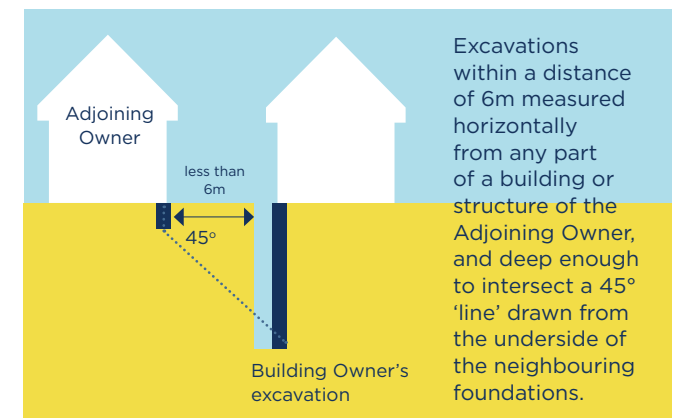 Adjoining
Owner
less than
6m
45°
Building Owner’s
excavation
Excavations
within a distance
of 6m measured
horizontally
from any part
of a building or
structure of the
Adjoining Owner,
and deep enough
to intersect a 45°
‘line’ drawn from
the underside of
the neighbouring
foundations.